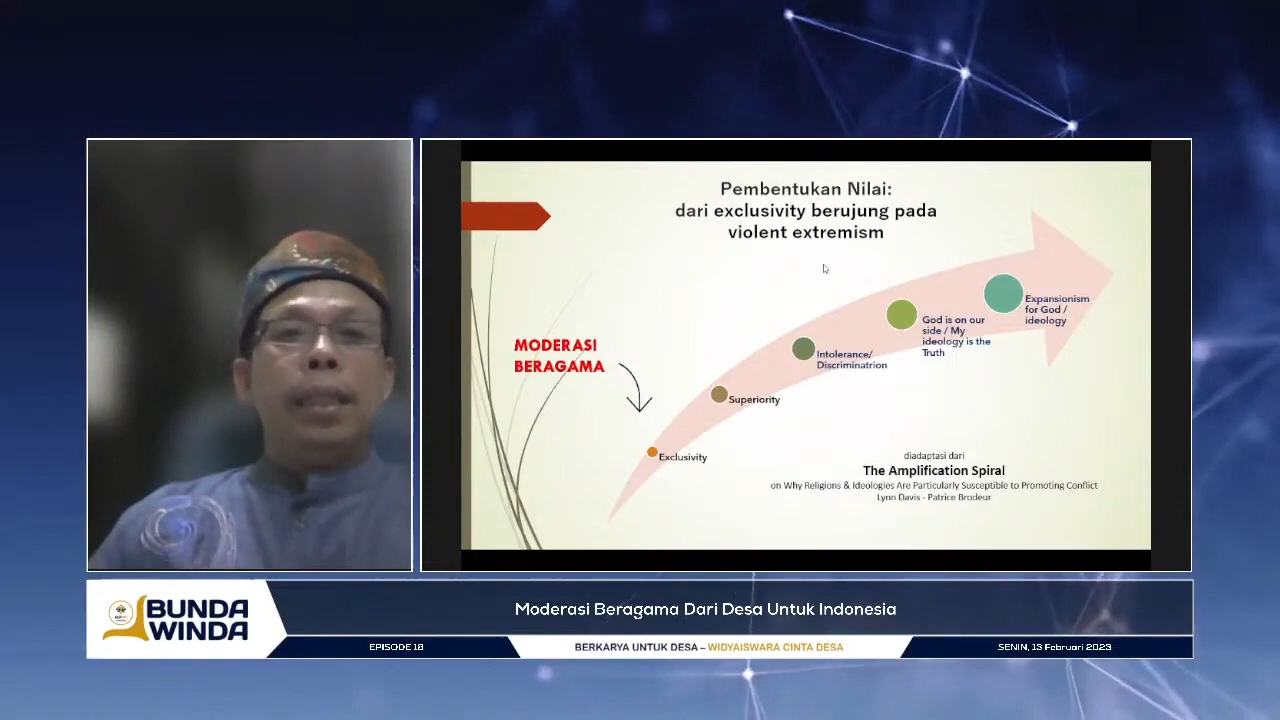 Pembentukan Nilai:
dari exclusivity berujung pada
violent extremism
MODERASI
BERAGAMA
Exclusivity
Superiority
Intolerance/
Discriminatrion
God is on our
side / My
ideology is the
Truth
Expansionism
for God /
ideology
diadaptasi dari
The Amplification Spiral
on Why Religions & Ideologies Are Particularly Susceptible to Promoting Conflict
Lynn Davis - Patrice Brodeur
BUNDA
WINDA
Moderasi Beragama Dari Desa Untuk Indonesia
EPISODE 18
BERKARYA UNTUK DESA – WIDYAISWARA CINTA DESA
SENIN, 13 Februari 2023